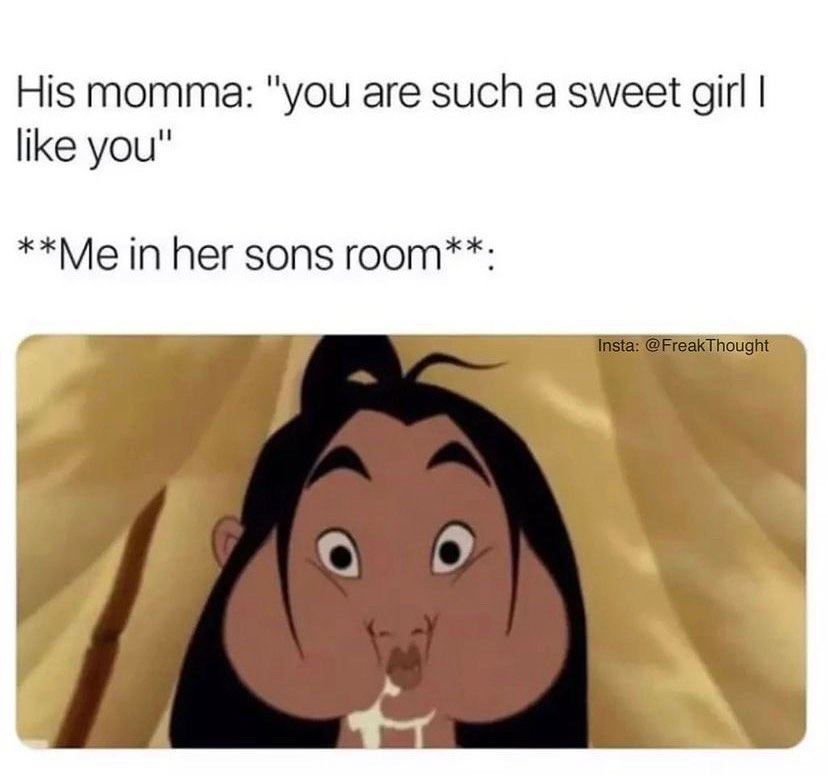 His momma: "you are such a sweet girl I
like you"
**Me in her sons room**:
Insta: @FreakThought